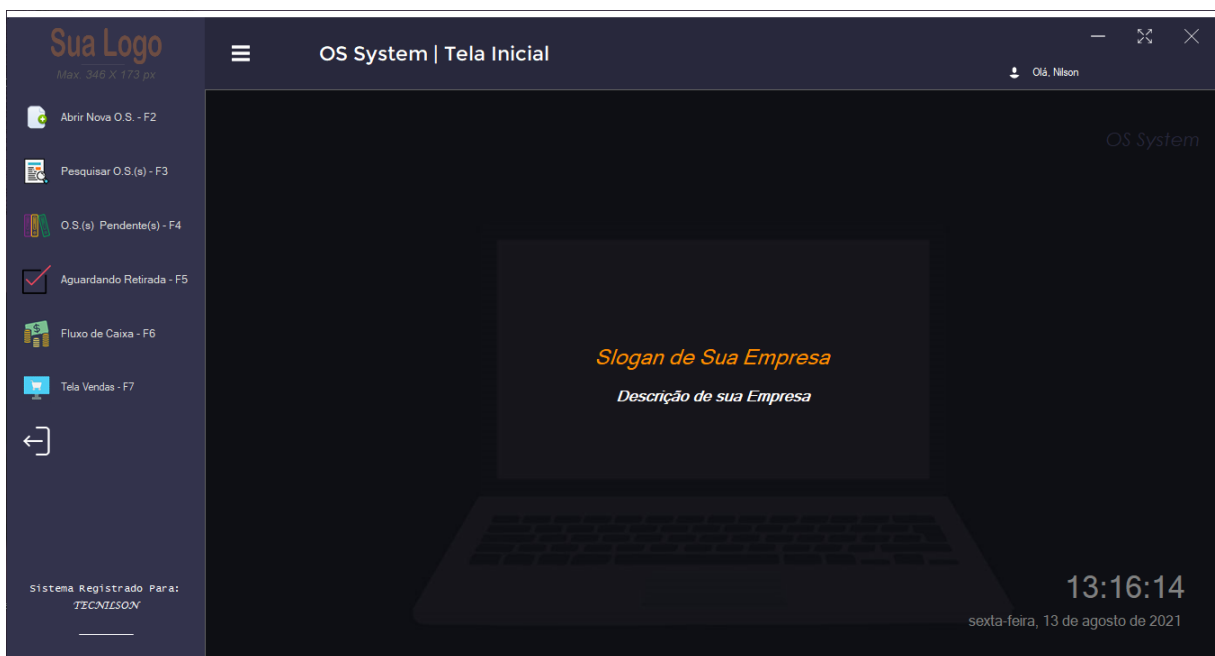 Sua Logo
Max. 346 X 173 px
OS System | Tela Inicial
Olá, Nilson
Abrir Nova O.S. - F2
Pesquisar O.S.(s) - F3
O.S.(s) Pendente(s) - F4
Aguardando Retirada - F5
Fluxo de Caixa - F6
Tela Vendas - F7
OS System
Slogan de Sua Empresa
Descrição de sua Empresa
Sistema Registrado Para:
TECNILSON
13:16:14
sexta-feira, 13 de agosto de 2021